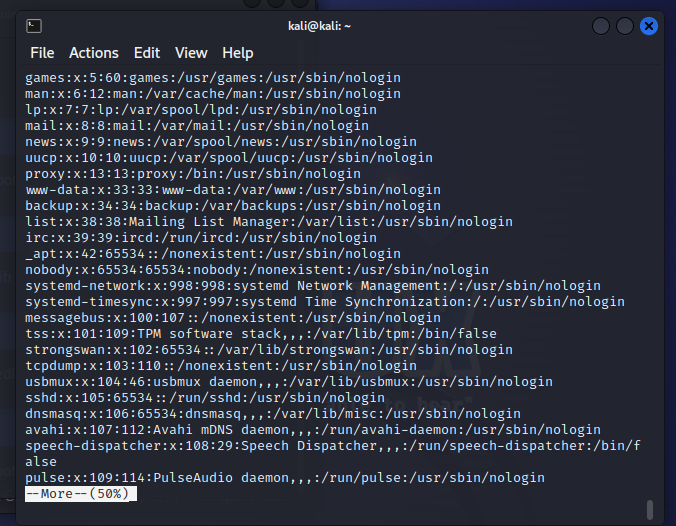 kali@kali: ~
File Actions Edit View Help
games:x:5:60:games:/usr/games:/usr/sbin/nologin
man:x:6:12:man:/var/cache/man:/usr/sbin/nologin
lp:x:7:7:lp:/var/spool/lpd:/usr/sbin/nologin
mail:x:8:8:mail:/var/mail:/usr/sbin/nologin
news:x:9:9:news:/var/spool/news:/usr/sbin/nologin
uucp:x:10:10:uucp:/var/spool/uucp:/usr/sbin/nologin
proxy:x:13:13:proxy:/bin:/usr/sbin/nologin
www-data:x:33:33:www-data:/var/www:/usr/sbin/nologin
backup:x:34:34:backup:/var/backups:/usr/sbin/nologin
list:x:38:38:Mailing List Manager:/var/list:/usr/sbin/nologin
irc:x:39:39:ircd:/run/ircd:/usr/sbin/nologin
_apt:x:42:65534::/nonexistent:/usr/sbin/nologin
nobody:x:65534:65534:nobody:/nonexistent:/usr/sbin/nologin
systemd-network:x:998:998:systemd Network Management:/:/usr/sbin/nologin
systemd-timesync:x:997:997:systemd Time Synchronization:/:/usr/sbin/nologin
messagebus:x:100:107::/nonexistent:/usr/sbin/nologin
tss:x:101:109:TPM software stack,,,:/var/lib/tpm:/bin/false
strongswan:x:102:65534::/var/lib/strongswan:/usr/sbin/nologin
tcpdump:x:103:110::/nonexistent:/usr/sbin/nologin
usbmux:x:104:46:usbmux daemon,,,:/var/lib/usbmux:/usr/sbin/nologin
sshd:x:105:65534::/run/sshd:/usr/sbin/nologin
dnsmasq:x:106:65534:dnsmasq,,,:/var/lib/misc:/usr/sbin/nologin
avahi:x:107:112:Avahi mDNS daemon,,,:/run/avahi-daemon:/usr/sbin/nologin
speech-dispatcher:x:108:29:Speech Dispatcher,,,:/run/speech-dispatcher:/bin/f
alse
pulse:x:109:114:PulseAudio daemon,,,:/run/pulse:/usr/sbin/nologin
--More--(50%)